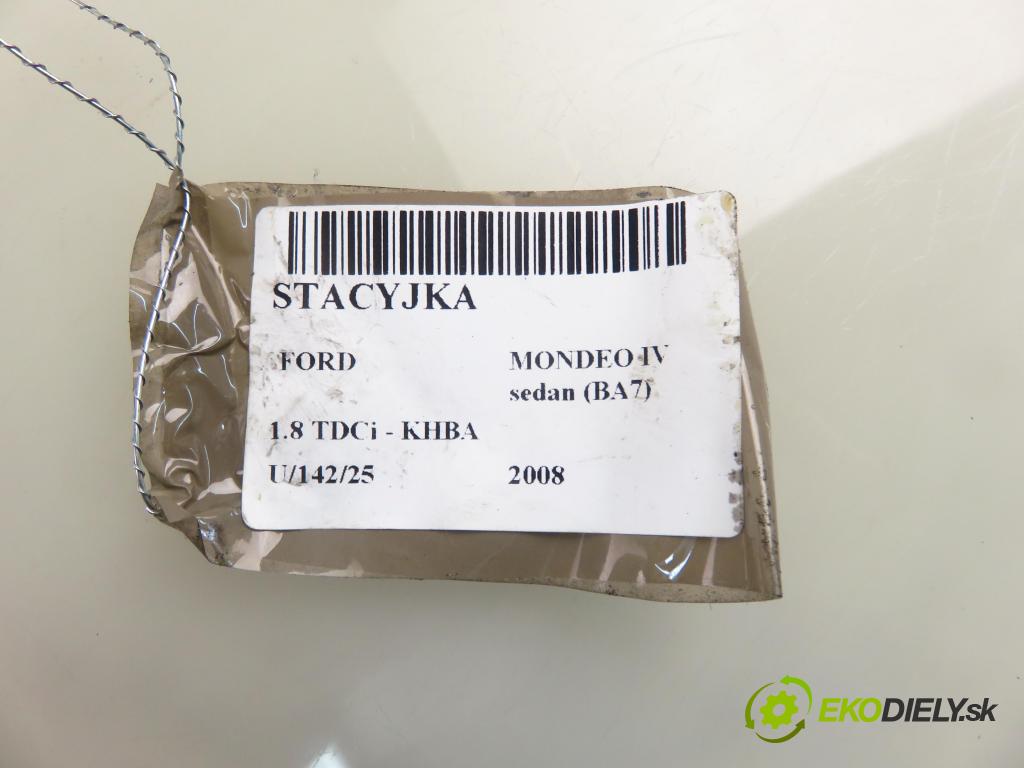 STACYJKA
FORD MONDEO IV
sedan (BA7)
1.8 TDCi - KHBA
U/142/25 2008
EKODIELY.sk